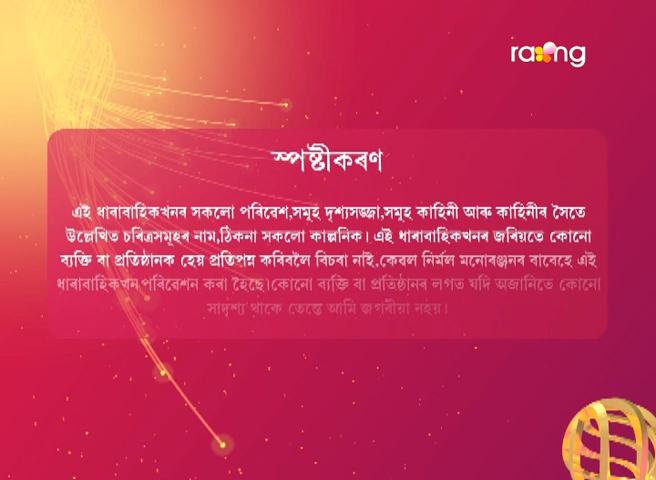 rang
স্পষ্টীকৰণ
এই ধাৰাবাহিকখনৰ সকলো পৰিৱেশ,সমূহ দৃশ্যসজ্জা,সমূহ কাহিনী আৰু কাহিনীৰ সৈতে
উল্লেখিত চৰিত্ৰসমূহৰ নাম,ঠিকনা সকলো কাল্পনিক। এই ধাৰাবাহিকখনৰ জৰিয়তে কোনো
ব্যক্তি বা প্ৰতিষ্ঠানক হেয় প্ৰতিপন্ন কৰিবলৈ বিচৰা নাই,কেৱল নিৰ্মল মনোৰঞ্জনৰ বাবেহে এই
ধাৰাবাহিকখন পৰিৱেশন কৰা হৈছে।কোনো ব্যক্তি বা প্ৰতিষ্ঠানৰ লগত যদি অজানিতে কোনো
সাদৃশ্য থাকে তেন্তে আমি জগৰীয়া নহয়।